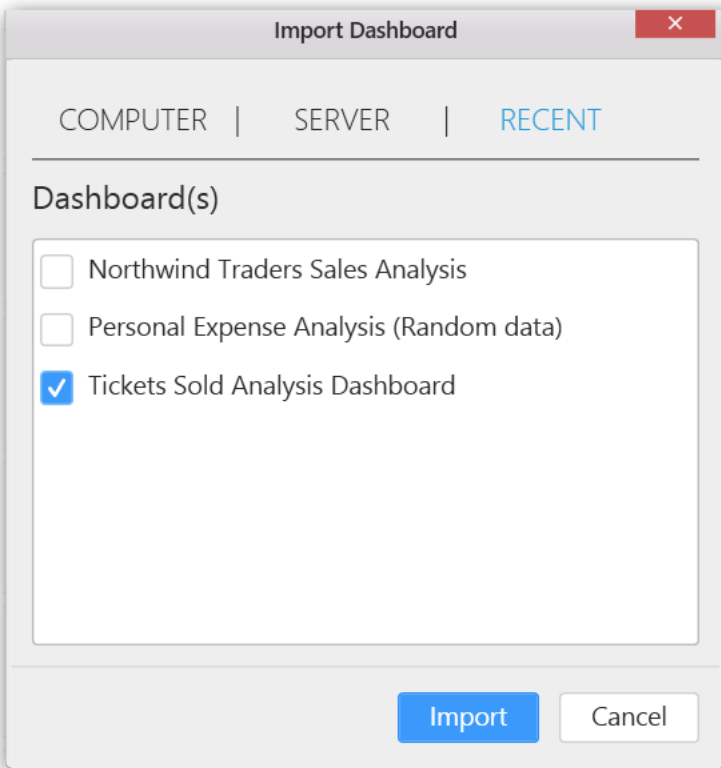 Import Dashboard
COMPUTER | SERVER | RECENT
Dashboard(s)
Northwind Traders Sales Analysis
Personal Expense Analysis (Random data)
Tickets Sold Analysis Dashboard
Import Cancel